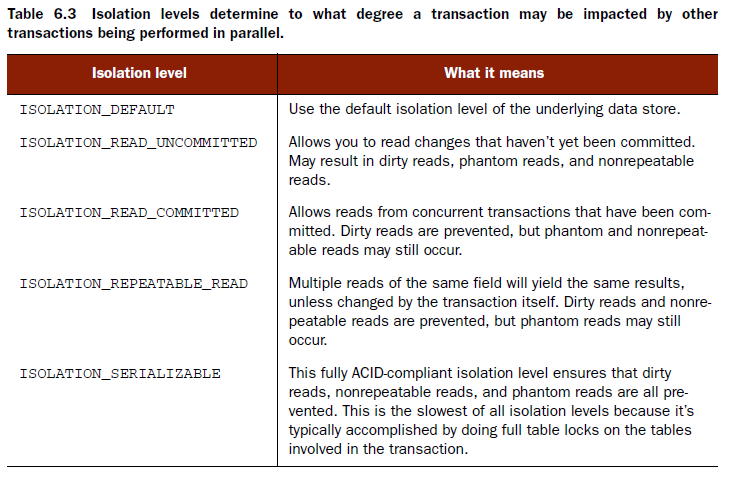 Table 6.3 Isolation levels determine to what degree a transaction may be impacted by other
transactions being performed in parallel.
Isolation level What it means
ISOLATION_DEFAULT Use the default isolation level of the underlying data store.
ISOLATION_READ_UNCOMMITTED Allows you to read changes that haven’t yet been committed.
May result in dirty reads, phantom reads, and nonrepeatable
reads.
ISOLATION_READ_COMMITTED Allows reads from concurrent transactions that have been com-
mitted. Dirty reads are prevented, but phantom and nonrepeat-
able reads may still occur.
ISOLATION_REPEATABLE_READ Multiple reads of the same field will yield the same results,
unless changed by the transaction itself. Dirty reads and nonre-
peatable reads are prevented, but phantom reads may still
occur.
ISOLATION_SERIALIZABLE This fully ACID-compliant isolation level ensures that dirty
reads, nonrepeatable reads, and phantom reads are all pre-
vented. This is the slowest of all isolation levels because it’s
typically accomplished by doing full table locks on the tables
involved in the transaction.